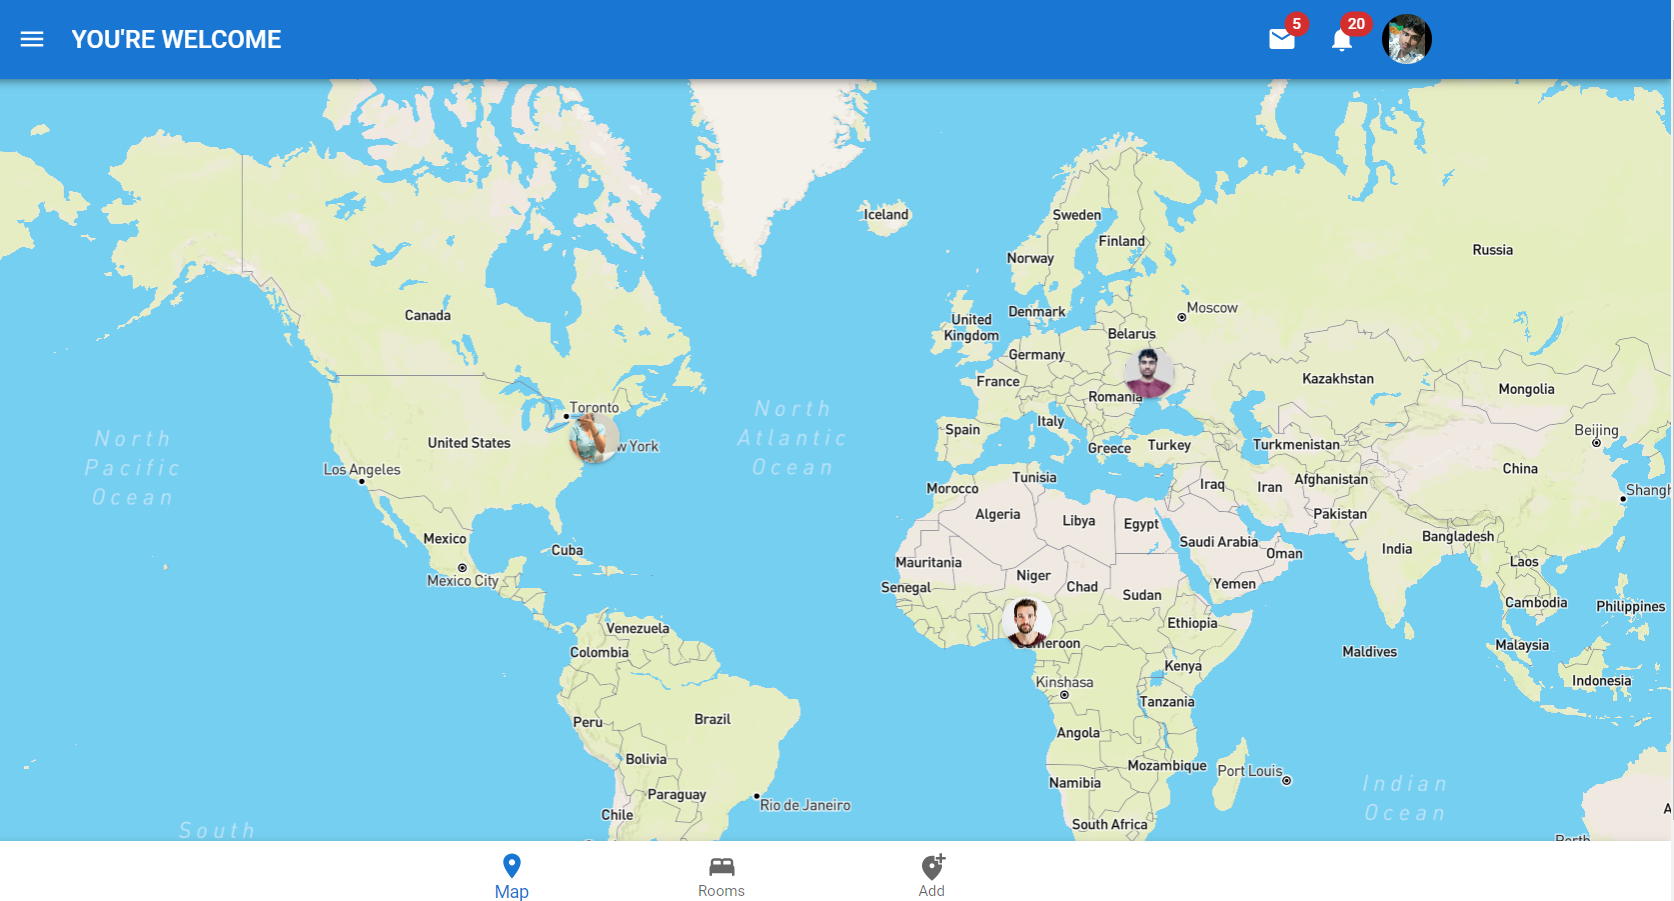 YOU'RE WELCOME
5
20
Iceland
Sweden
Finland
Russia
Norway
Canada
United
Kingdom
Denmark
Moscow
Belarus
Germany
France
Kazakhstan
Mongolia
Romania
Toronto
North
Atlantic
Ocean
Italy
Spain
Greece
Turkey
Turkmenistan
Beijing
North
Pacific
Ocean
United States
w York
Los Angeles
China
Tunisia
Morocco
Iraq
Iran
Afghanistan
Shangh
Algeria
Libya
Egypt
Pakistan
Mexico
Cuba
Saudi Arabia
Oman
India
Bangladesh
Mauritania
Laos
Mexico City
Senegal
Niger
Chad
Sudan
Yemen
Cambodia
Philippines
Venezuela
Ethiopia
Colombia
Cameroon
Kenya
Maldives
Malaysia
Kinshasa
Indonesia
Tanzania
Peru
Brazil
Angola
Bolivia
Mozambique
Port Louis
Namibia
Indian
Ocean
Paraguay
Rio de Janeiro
Chile
South Africa
A
South
Perth
Map
Rooms
Add